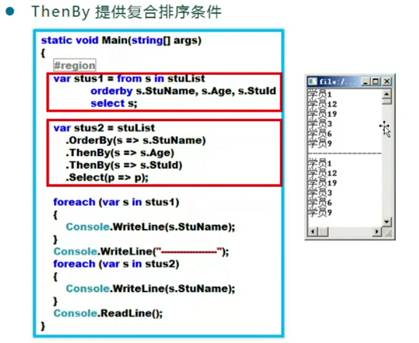 ThenBy 提供复合排序条件
static void Main(string[] args)
{
#region
var stus1 = from s in stuList
orderby s.StuName, s.Age, s.StuId
select s;
var stus2 = stuList
.OrderBy(s => s.StuName)
.ThenBy(s => s.Age)
.ThenBy(s => s.StuId)
.Select(p => p);
foreach (var s in stus1)
{
Console.WriteLine(s.StuName);
}
Console.WriteLine("-----------------");
foreach (var s in stus2)
{
Console.WriteLine(s.StuName);
}
Console.ReadLine();
}
file:/
学员1
学员12
学员19
学员3
学员6
学员9
-----------------
学员1
学员12
学员19
学员3
学员6
学员9